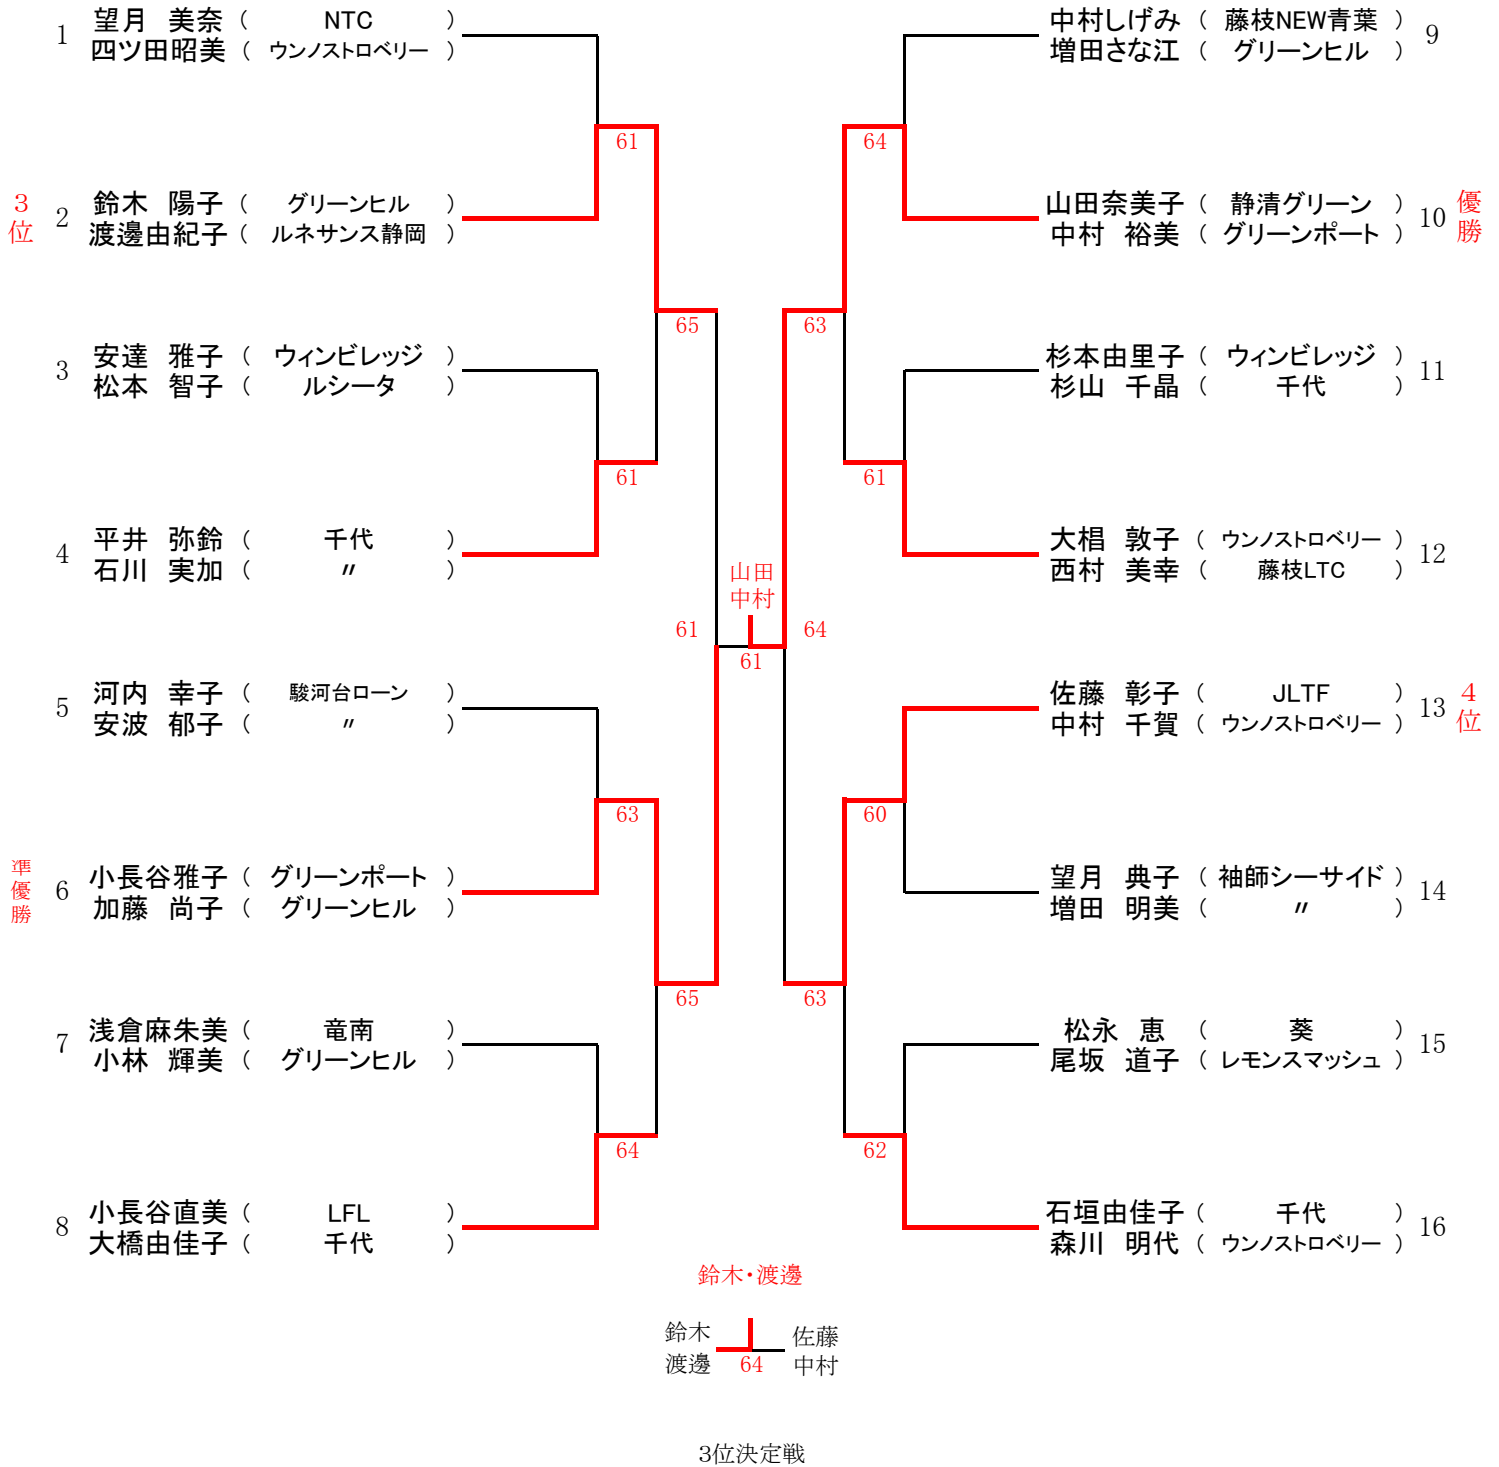 1 望月 美奈 ( NTC )
四ツ田昭美 ( ウンノストロベリー )
61
3位 2 鈴木 陽子 ( グリーンヒル )
渡邊由紀子 ( ルネサンス静岡 )
65
3 安達 雅子 ( ウィンビレッジ )
松本 智子 ( ルシータ )
61
4 平井 弥鈴 ( 千代 )
石川 実加 ( 〃 )
61
5 河内 幸子 ( 駿河台ローン )
安波 郁子 ( 〃 )
63
準優勝 6 小長谷雅子 ( グリーンポート )
加藤 尚子 ( グリーンヒル )
65
7 浅倉麻朱美 ( 竜南 )
小林 輝美 ( グリーンヒル )
64
8 小長谷直美 ( LFL )
大橋由佳子 ( 千代 )
山田
中村
61
中村しげみ ( 藤枝NEW青葉 ) 9
増田さな江 ( グリーンヒル )
64
山田奈美子 ( 静清グリーン ) 10 優勝
中村 裕美 ( グリーンポート )
63
杉本由里子 ( ウィンビレッジ ) 11
杉山 千晶 ( 千代 )
61
大椙 敦子 ( ウンノストロベリー ) 12
西村 美幸 ( 藤枝LTC )
64
佐藤 彰子 ( JLTF ) 13 4位
中村 千賀 ( ウンノストロベリー )
60
望月 典子 ( 袖師シーサイド ) 14
増田 明美 ( 〃 )
63
松永 恵 ( 葵 ) 15
尾坂 道子 ( レモンスマッシュ )
62
石垣由佳子 ( 千代 ) 16
森川 明代 ( ウンノストロベリー )
鈴木・渡邊
鈴木 佐藤
渡邊 64 中村
3位決定戦